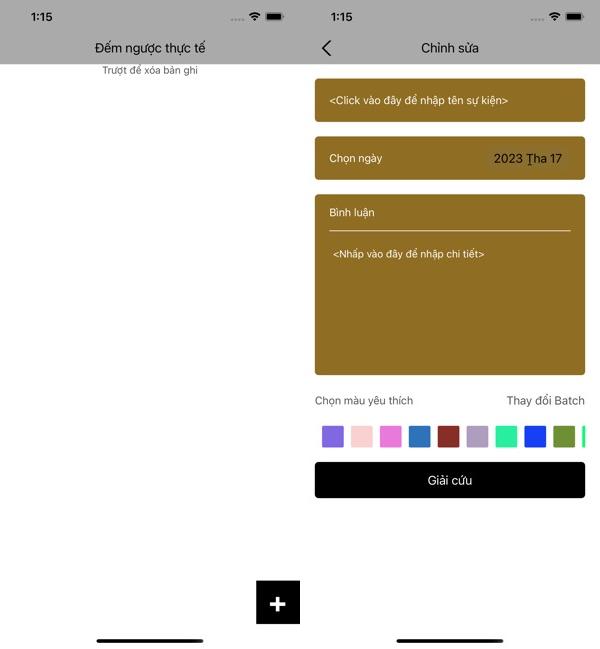 1:15
Đếm ngược thực tế
Trượt để xóa bản ghi
+
1:15
Chỉnh sửa
<Click vào đây để nhập tên sự kiện>
Chọn ngày
2023 Tha 17
Bình luận
<Nhấp vào đây để nhập chi tiết>
Chọn màu yêu thích
Thay đổi Batch
Giải cứu